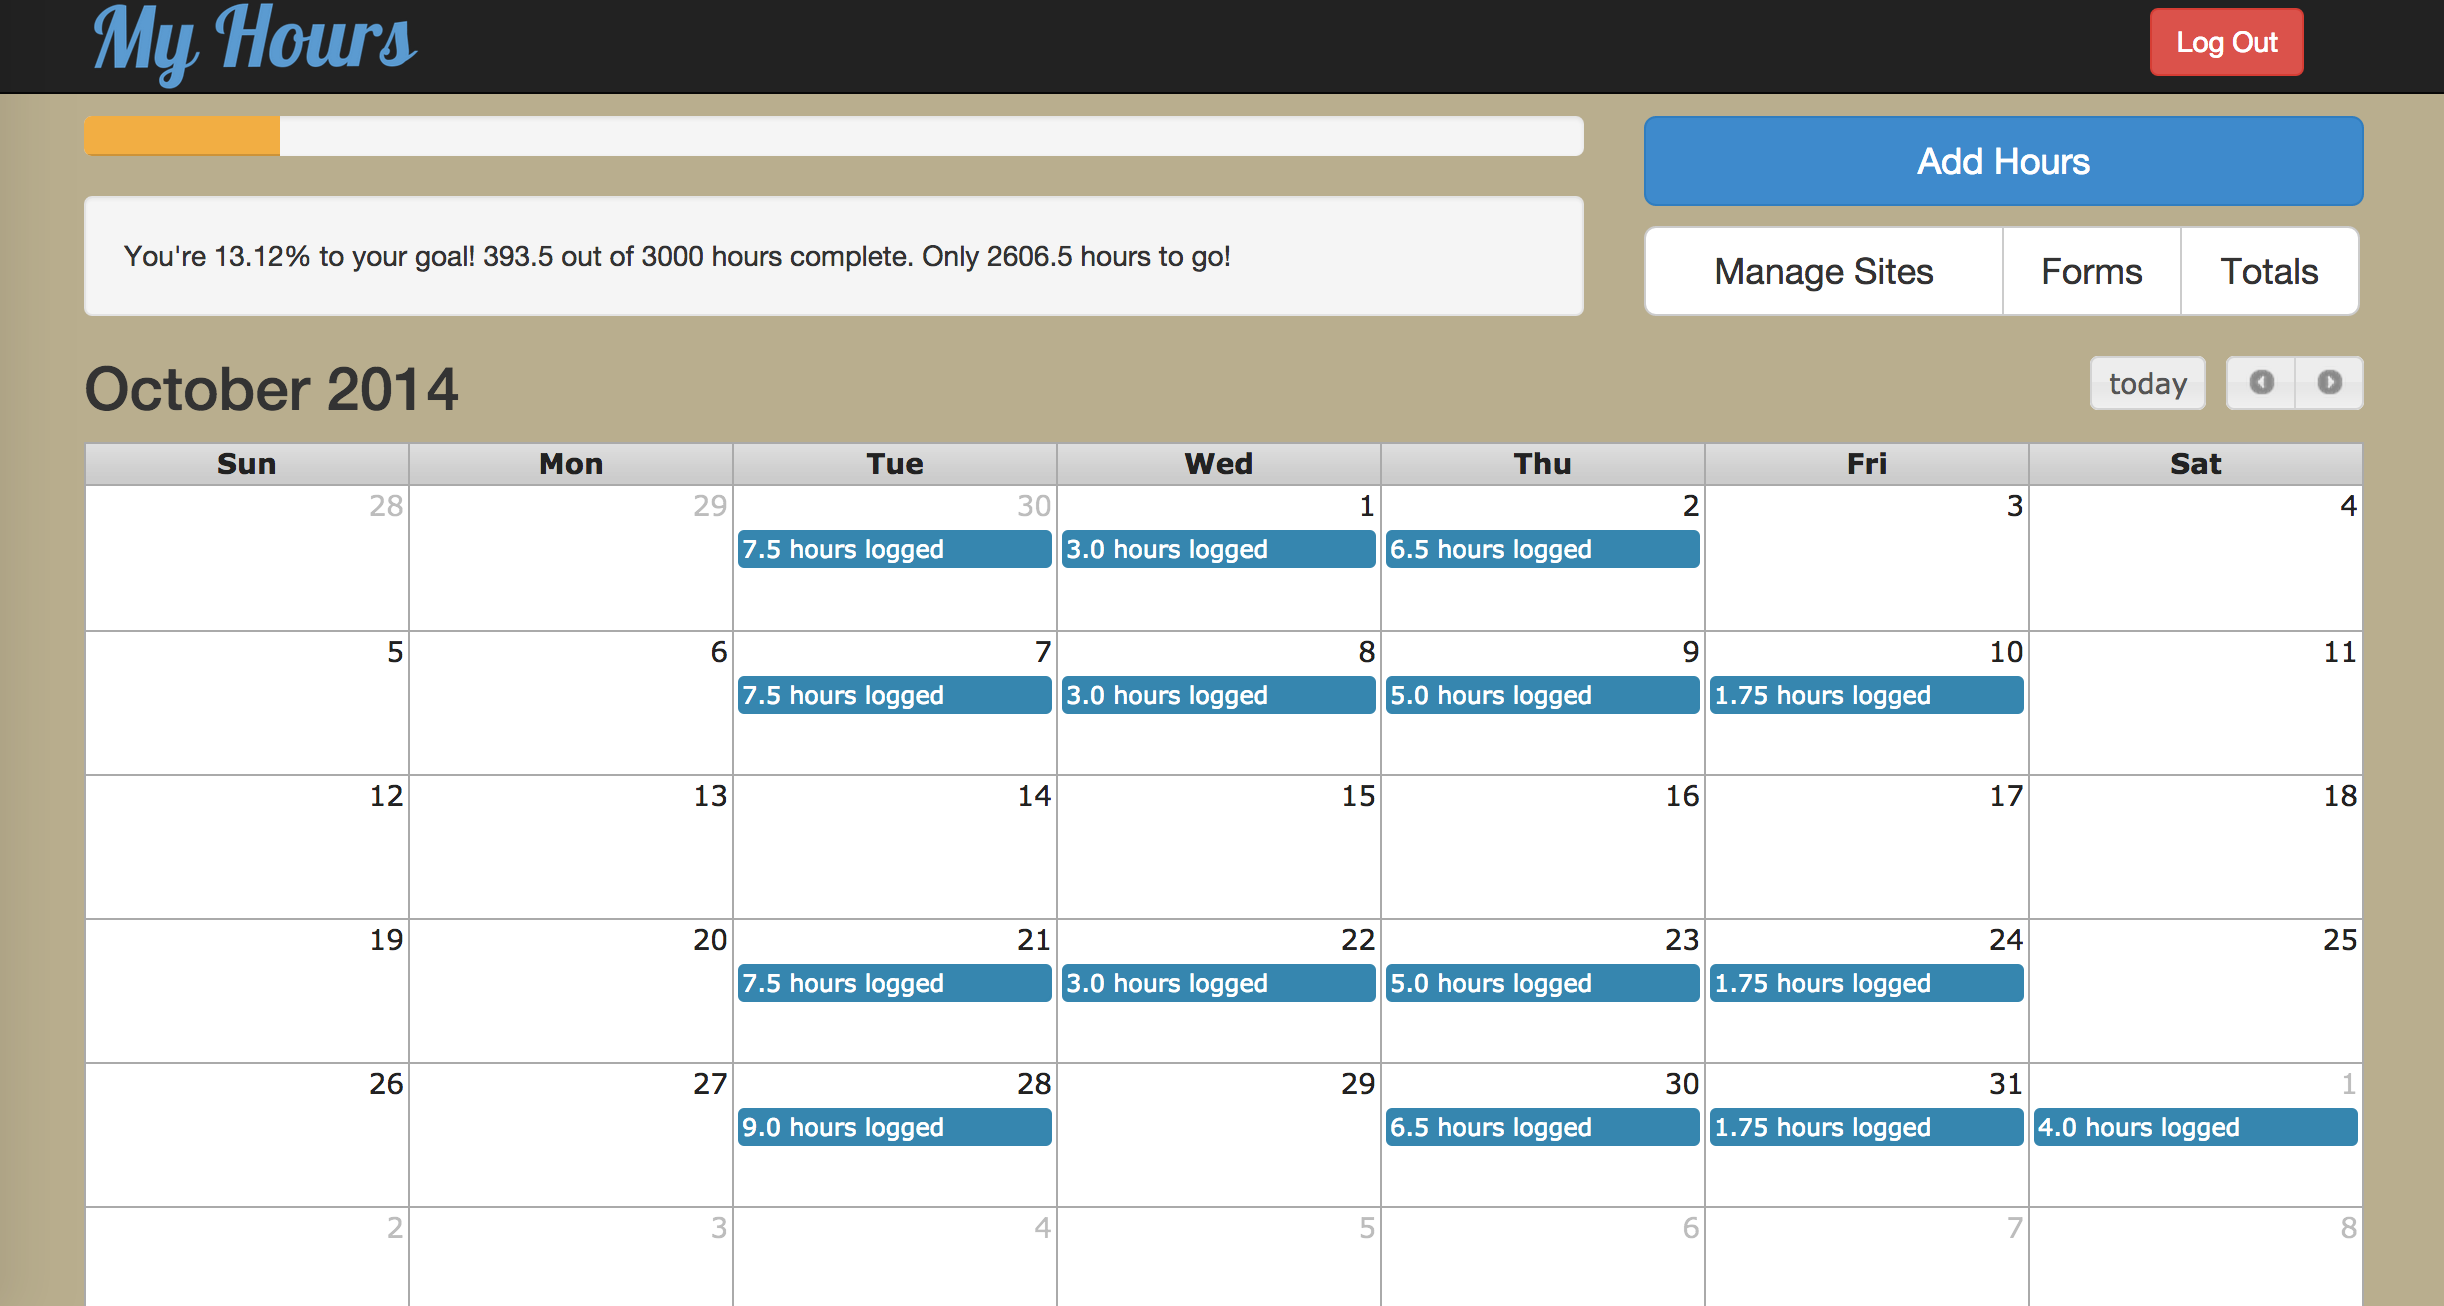 My Hours
Log Out
Add Hours
You're 13.12% to your goal! 393.5 out of 3000 hours complete. Only 2606.5 hours to go!
Manage Sites Forms Totals
October 2014
today
Sun Mon Tue Wed Thu Fri Sat
28 29 30 1 2 3 4
7.5 hours logged 3.0 hours logged 6.5 hours logged
5 6 7 8 9 10 11
7.5 hours logged 3.0 hours logged 5.0 hours logged 1.75 hours logged
12 13 14 15 16 17 18
19 20 21 22 23 24 25
7.5 hours logged 3.0 hours logged 5.0 hours logged 1.75 hours logged
26 27 28 29 30 31 1
9.0 hours logged 6.5 hours logged 1.75 hours logged 4.0 hours logged
2 3 4 5 6 7 8